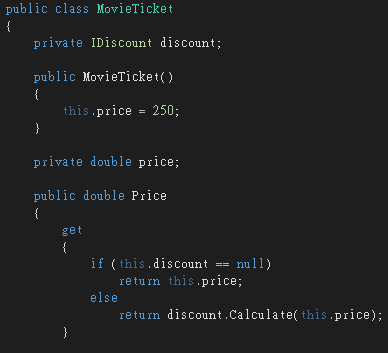 public class MovieTicket
{
    private IDiscount discount;

    public MovieTicket()
    {
        this.price = 250;
    }

    private double price;

    public double Price
    {
        get
        {
            if (this.discount == null)
                return this.price;
            else
                return discount.Calculate(this.price);
        }